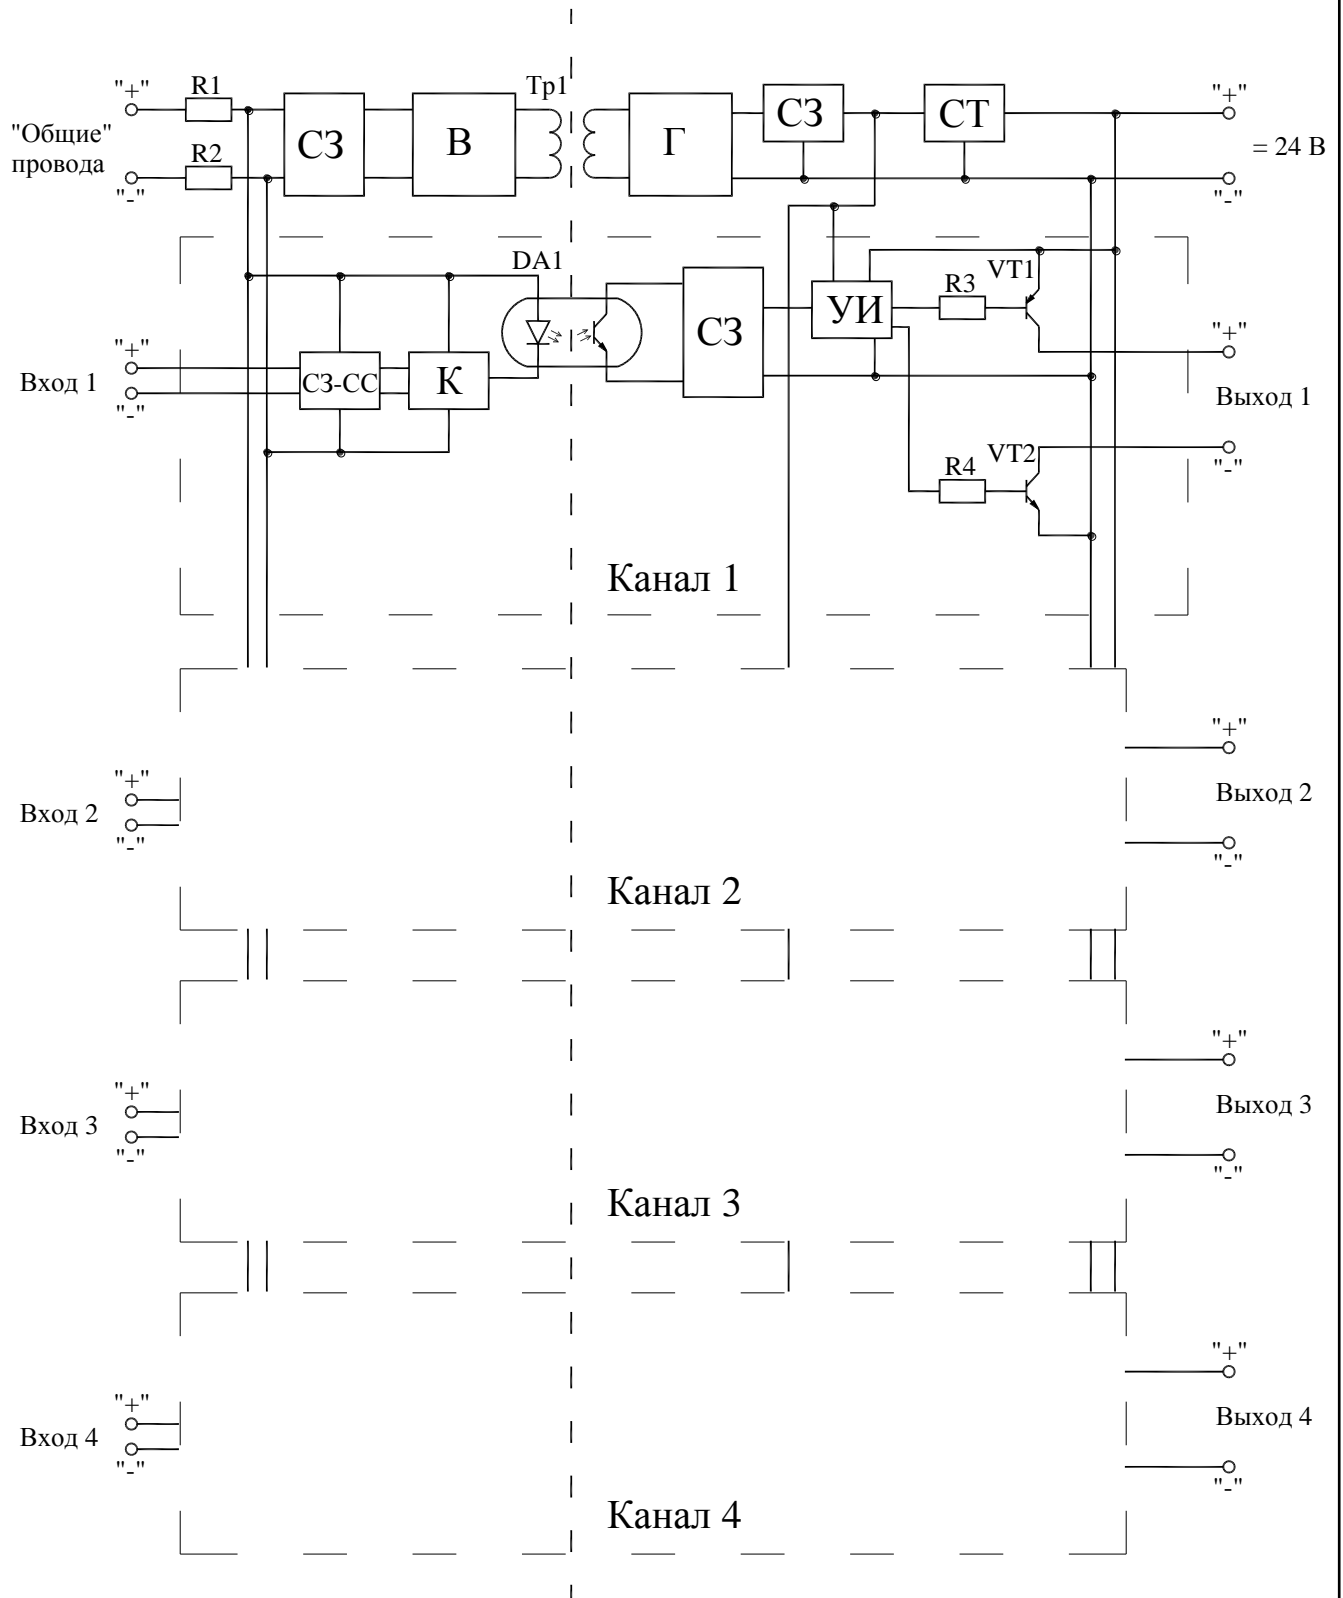 "+"
R1
Тр1
"+"
"Общие"
провода
СЗ
В
Г
СЗ
СТ
= 24 В
R2
"-"
"-"
DA1
VT1
R3
УИ
СЗ
"+"
"+"
Вход 1
СЗ-СС
К
Выход 1
"-"
VT2
R4
"-"
Канал 1
"+"
"+"
Вход 2
Выход 2
"-"
"-"
Канал 2
"+"
"+"
Вход 3
Выход 3
"-"
"-"
Канал 3
"+"
"+"
Вход 4
Выход 4
"-"
"-"
Канал 4